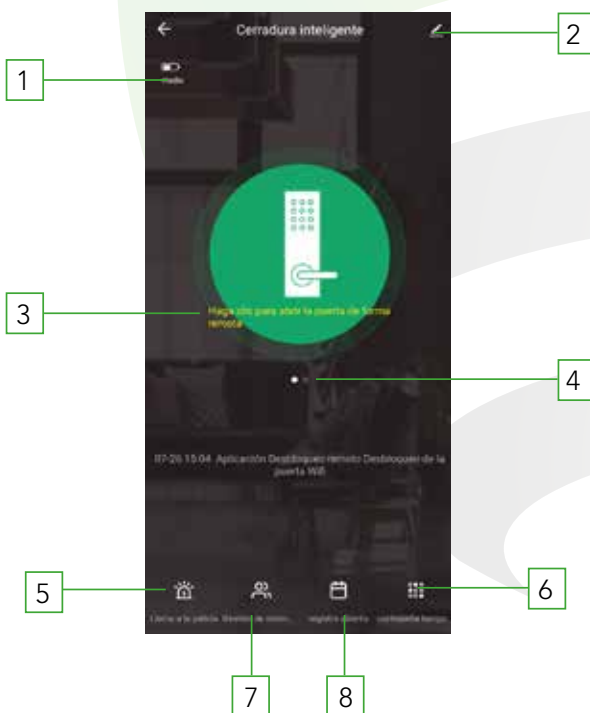 Cerradura inteligente
2
1
medio
3
Haga clic para abrir la puerta de forma
remota
4
07-26 15:04 Aplicación Desbloqueo remoto Desbloqueo de la
puerta Wifi
5
6
Llama a la policía
registro abierto
7
8